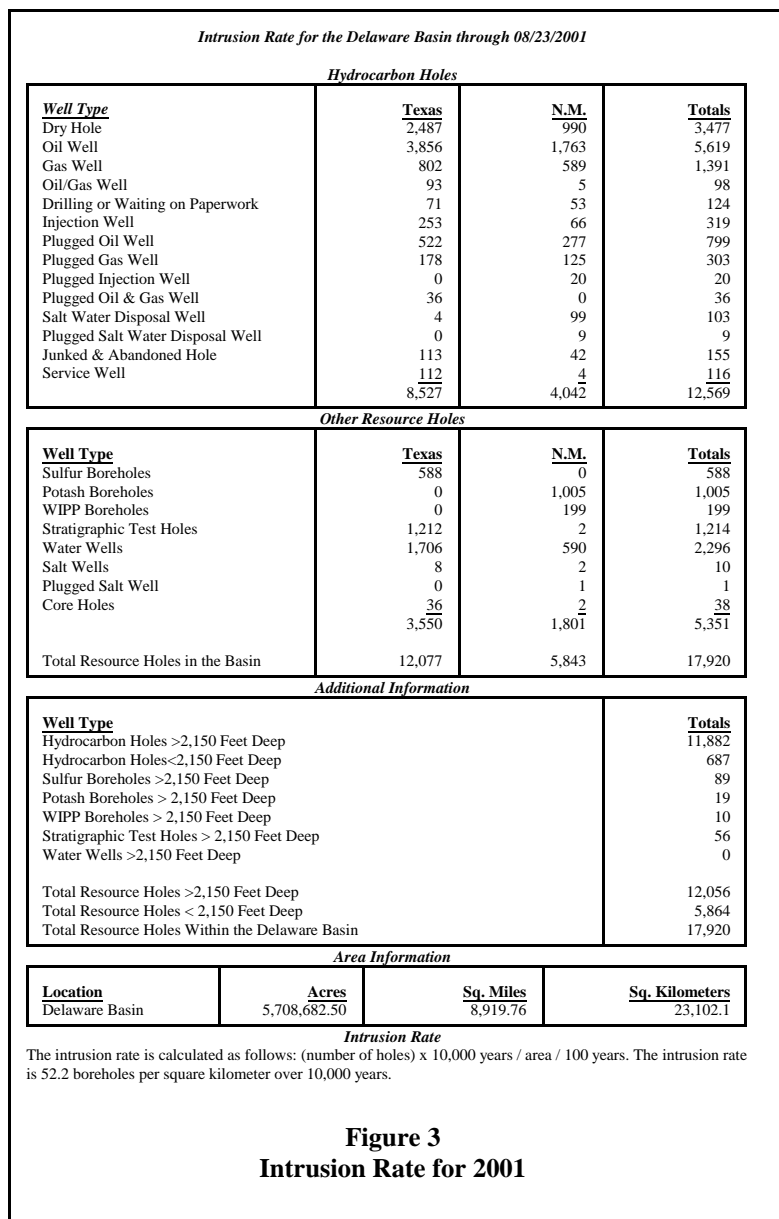 Intrusion Rate for the Delaware Basin through 08/23/2001
Hydrocarbon Holes
Well Type Texas N.M. Totals
Dry Hole 2,487 990 3,477
Oil Well 3,856 1,763 5,619
Gas Well 802 589 1,391
Oil/Gas Well 93 5 98
Drilling or Waiting on Paperwork 71 53 124
Injection Well 253 66 319
Plugged Oil Well 522 277 799
Plugged Gas Well 178 125 303
Plugged Injection Well 0 20 20
Plugged Oil & Gas Well 36 0 36
Salt Water Disposal Well 4 99 103
Plugged Salt Water Disposal Well 0 9 9
Junked & Abandoned Hole 113 42 155
Service Well 112 4 116
8,527 4,042 12,569
Other Resource Holes
Well Type Texas N.M. Totals
Sulfur Boreholes 588 0 588
Potash Boreholes 0 1,005 1,005
WIPP Boreholes 0 199 199
Stratigraphic Test Holes 1,212 2 1,214
Water Wells 1,706 590 2,296
Salt Wells 8 2 10
Plugged Salt Well 0 1 1
Core Holes 36 2 38
3,550 1,801 5,351
Total Resource Holes in the Basin 12,077 5,843 17,920
Additional Information
Well Type Totals
Hydrocarbon Holes >2,150 Feet Deep 11,882
Hydrocarbon Holes<2,150 Feet Deep 687
Sulfur Boreholes >2,150 Feet Deep 89
Potash Boreholes > 2,150 Feet Deep 19
WIPP Boreholes > 2,150 Feet Deep 10
Stratigraphic Test Holes > 2,150 Feet Deep 56
Water Wells >2,150 Feet Deep 0
Total Resource Holes >2,150 Feet Deep 12,056
Total Resource Holes < 2,150 Feet Deep 5,864
Total Resource Holes Within the Delaware Basin 17,920
Area Information
Location Acres Sq. Miles Sq. Kilometers
Delaware Basin 5,708,682.50 8,919.76 23,102.1
Intrusion Rate
The intrusion rate is calculated as follows: (number of holes) x 10,000 years / area / 100 years. The intrusion rate
is 52.2 boreholes per square kilometer over 10,000 years.
Figure 3
Intrusion Rate for 2001